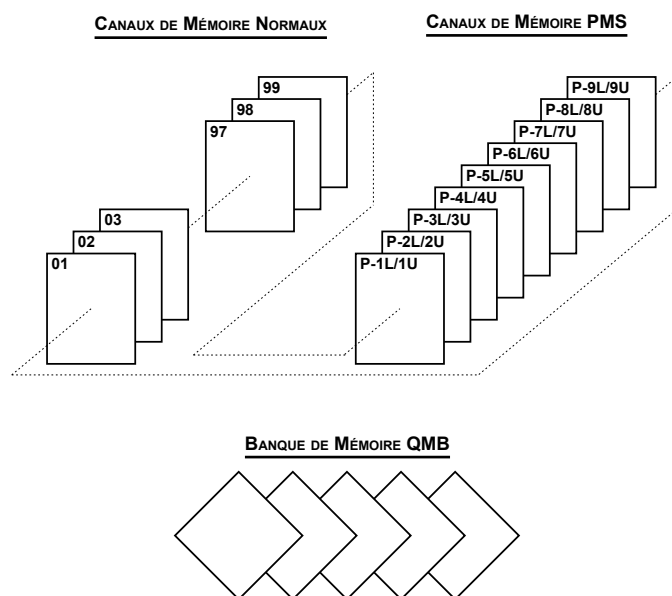 Canaux de Mémoire Normaux
99
98
97
03
02
01
Canaux de Mémoire PMS
P-9L/9U
P-8L/8U
P-7L/7U
P-6L/6U
P-5L/5U
P-4L/4U
P-3L/3U
P-2L/2U
P-1L/1U
Banque de Mémoire QMB